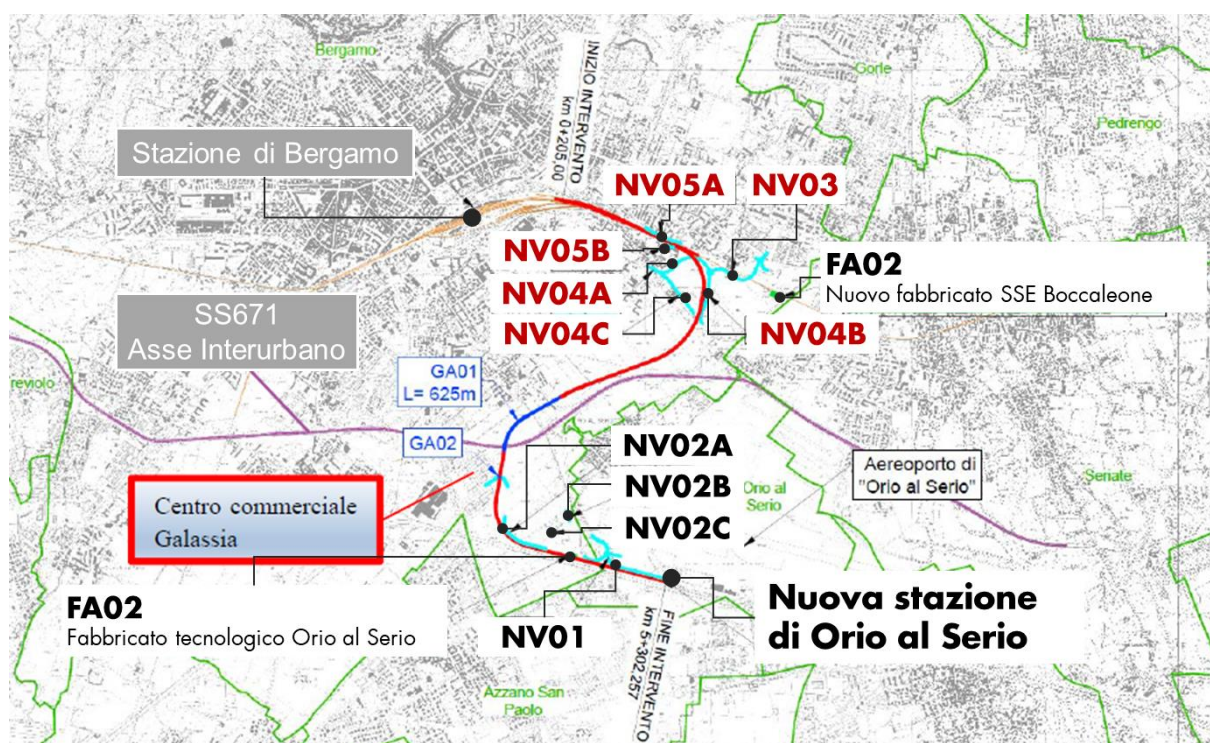 Bergamo
Gorle
Pedrengo
INIZIO INTERVENTO
km 0+205,00
Stazione di Bergamo
NV05A
NV03
NV05B
NV04A
FA02
Nuovo fabbricato SSE Boccaleone
NV04C
NV04B
SS671
Asse Interurbano
reviolo
GA01
L= 625m
GA02
NV02A
Aereoporto di
"Orio al Serio"
Seriate
NV02B
Orio al
Serio
Centro commerciale
Galassia
NV02C
FA02
Fabbricato tecnologico Orio al Serio
NV01
FINE INTERVENTO
km 5+302,257
Nuova stazione
di Orio al Serio
Azzano San
Paolo